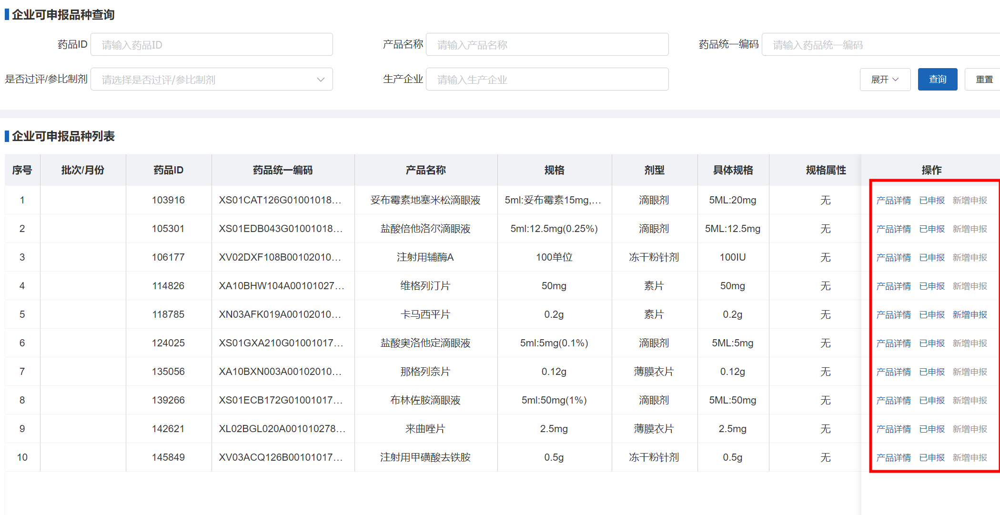 企业可申报品种查询
药品ID 请输入药品ID 产品名称 请输入产品名称 药品统一编码 请输入药品统一编码
是否过评/参比制剂 请选择是否过评/参比制剂 生产企业 请输入生产企业 展开 查询 重置
企业可申报品种列表
序号 批次/月份 药品ID 药品统一编码 产品名称 规格 剂型 具体规格 规格属性 操作
1 103916 XS01CAT126G01001018... 妥布霉素地塞米松滴眼液 5ml:妥布霉素15mg,... 滴眼剂 5ML:20mg 无 产品详情 已申报 新增申报
2 105301 XS01EDB043G01001018... 盐酸倍他洛尔滴眼液 5ml:12.5mg(0.25%) 滴眼剂 5ML:12.5mg 无 产品详情 已申报 新增申报
3 106177 XV02DXF108B00102010... 注射用辅酶A 100单位 冻干粉针剂 100IU 无 产品详情 已申报 新增申报
4 114826 XA10BHW104A00101027... 维格列汀片 50mg 素片 50mg 无 产品详情 已申报 新增申报
5 118785 XN03AFK019A00102010... 卡马西平片 0.2g 素片 0.2g 无 产品详情 已申报 新增申报
6 124025 XS01GXA210G01001017... 盐酸奥洛他定滴眼液 5ml:5mg(0.1%) 滴眼剂 5ML:5mg 无 产品详情 已申报 新增申报
7 135056 XA10BXN003A00102010... 那格列奈片 0.12g 薄膜衣片 0.12g 无 产品详情 已申报 新增申报
8 139266 XS01ECB172G01001017... 布林佐胺滴眼液 5ml:50mg(1%) 滴眼剂 5ML:50mg 无 产品详情 已申报 新增申报
9 142621 XL02BGL020A001010278... 来曲唑片 2.5mg 薄膜衣片 2.5mg 无 产品详情 已申报 新增申报
10 145849 XV03ACQ126B00101017... 注射用甲磺酸去铁胺 0.5g 冻干粉针剂 0.5g 无 产品详情 已申报 新增申报